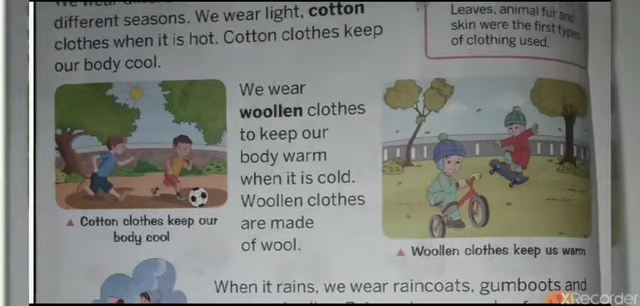 different seasons. We wear light, cotton
clothes when it is hot. Cotton clothes keep
our body cool.
Leaves, animal fur and
skin were the first types
of clothing used.
We wear
woollen clothes
to keep our
body warm
when it is cold.
Woollen clothes
are made
of wool.
▲ Cotton clothes keep our
body cool
▲ Woollen clothes keep us warm
When it rains, we wear raincoats, gumboots and
XRecorder